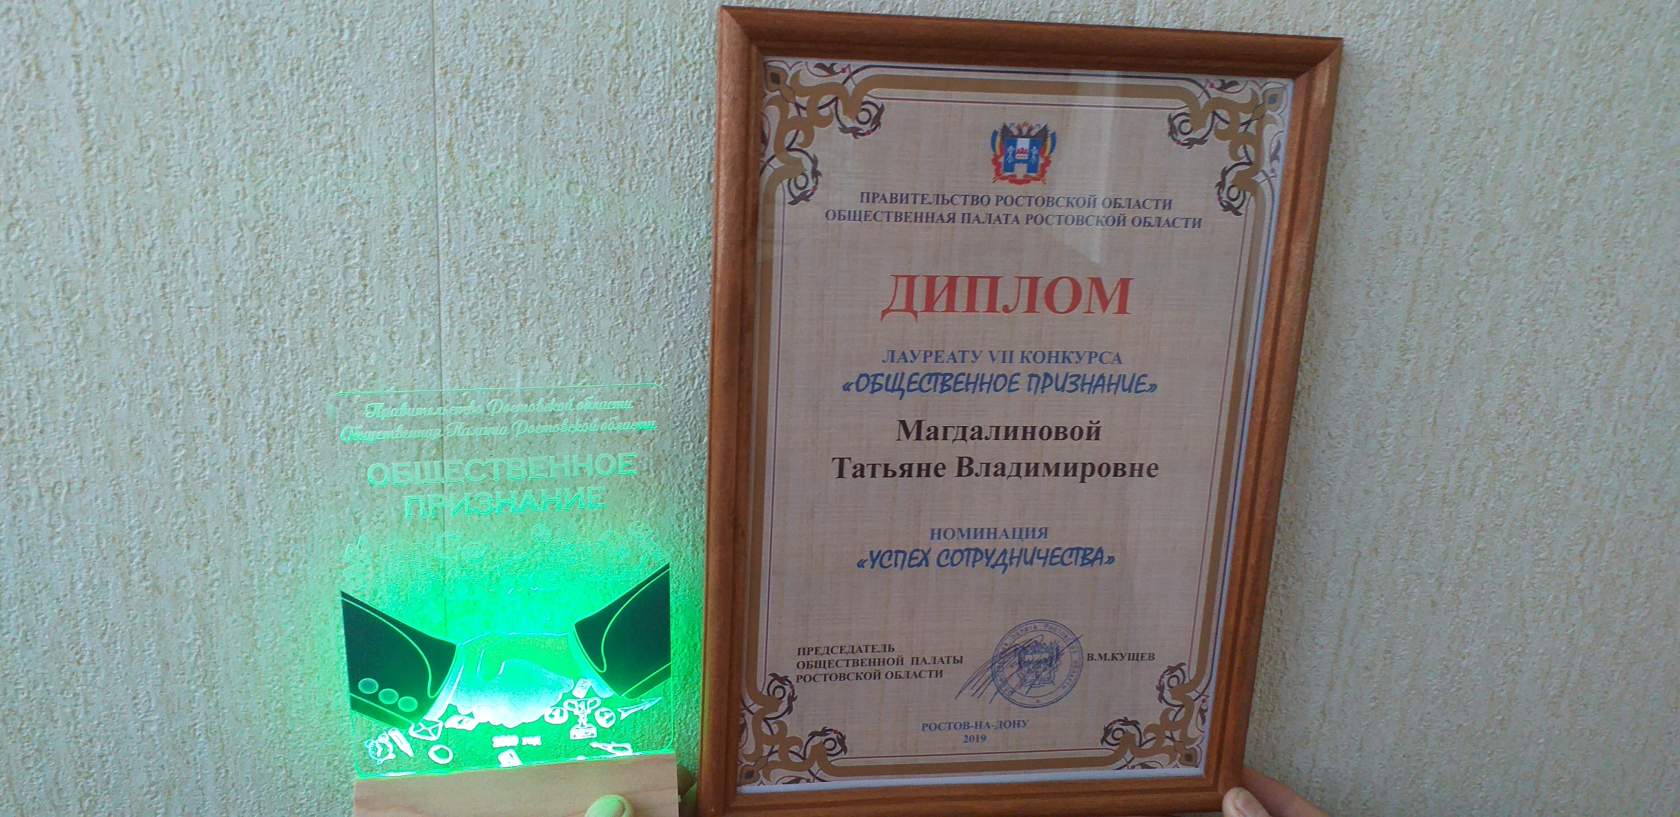 Правительство Ростовской области
Общественная Палата Ростовской области
ОБЩЕСТВЕННОЕ
ПРИЗНАНИЕ
ПРАВИТЕЛЬСТВО РОСТОВСКОЙ ОБЛАСТИ
ОБЩЕСТВЕННАЯ ПАЛАТА РОСТОВСКОЙ ОБЛАСТИ
ДИПЛОМ
ЛАУРЕАТУ VII КОНКУРСА
«ОБЩЕСТВЕННОЕ ПРИЗНАНИЕ»
Магдалиновой
Татьяне Владимировне
НОМИНАЦИЯ
«УСПЕХ СОТРУДНИЧЕСТВА»
ПРЕДСЕДАТЕЛЬ
ОБЩЕСТВЕННОЙ ПАЛАТЫ
РОСТОВСКОЙ ОБЛАСТИ
В.М.КУЩЕВ
РОСТОВ-НА-ДОНУ
2019